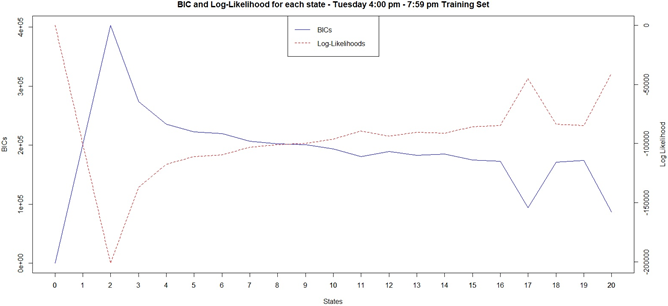 BIC and Log-Likelihood for each state - Tuesday 4:00 pm - 7:59 pm Training Set
BICs
Log-Likelihoods
4e+05
3e+05
2e+05
1e+05
0e+00
BICs
0
-50000
-100000
-150000
-200000
Log Likelihood
0 1 2 3 4 5 6 7 8 9 10 11 12 13 14 15 16 17 18 19 20
States